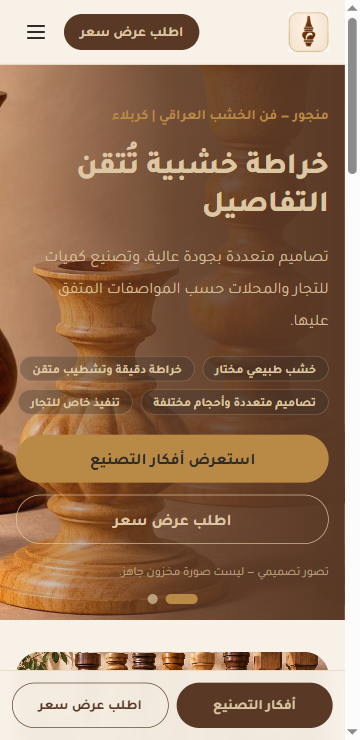 اطلب عرض سعر
منجور – فن الخشب العراقي | كربلاء
خراطة خشبية تُتقن
التفاصيل
تصاميم متعددة بجودة عالية، وتصنيع كميات
للتجار والمحلات حسب المواصفات المتفق
عليها.
خشب طبيعي مختار
خراطة دقيقة وتشطيب متقن
تصاميم متعددة وأحجام مختلفة
تنفيذ خاص للتجار
استعرض أفكار التصنيع
اطلب عرض سعر
تصور تصميمي — ليست صورة مخزون جاهز.
أفكار التصنيع
اطلب عرض سعر